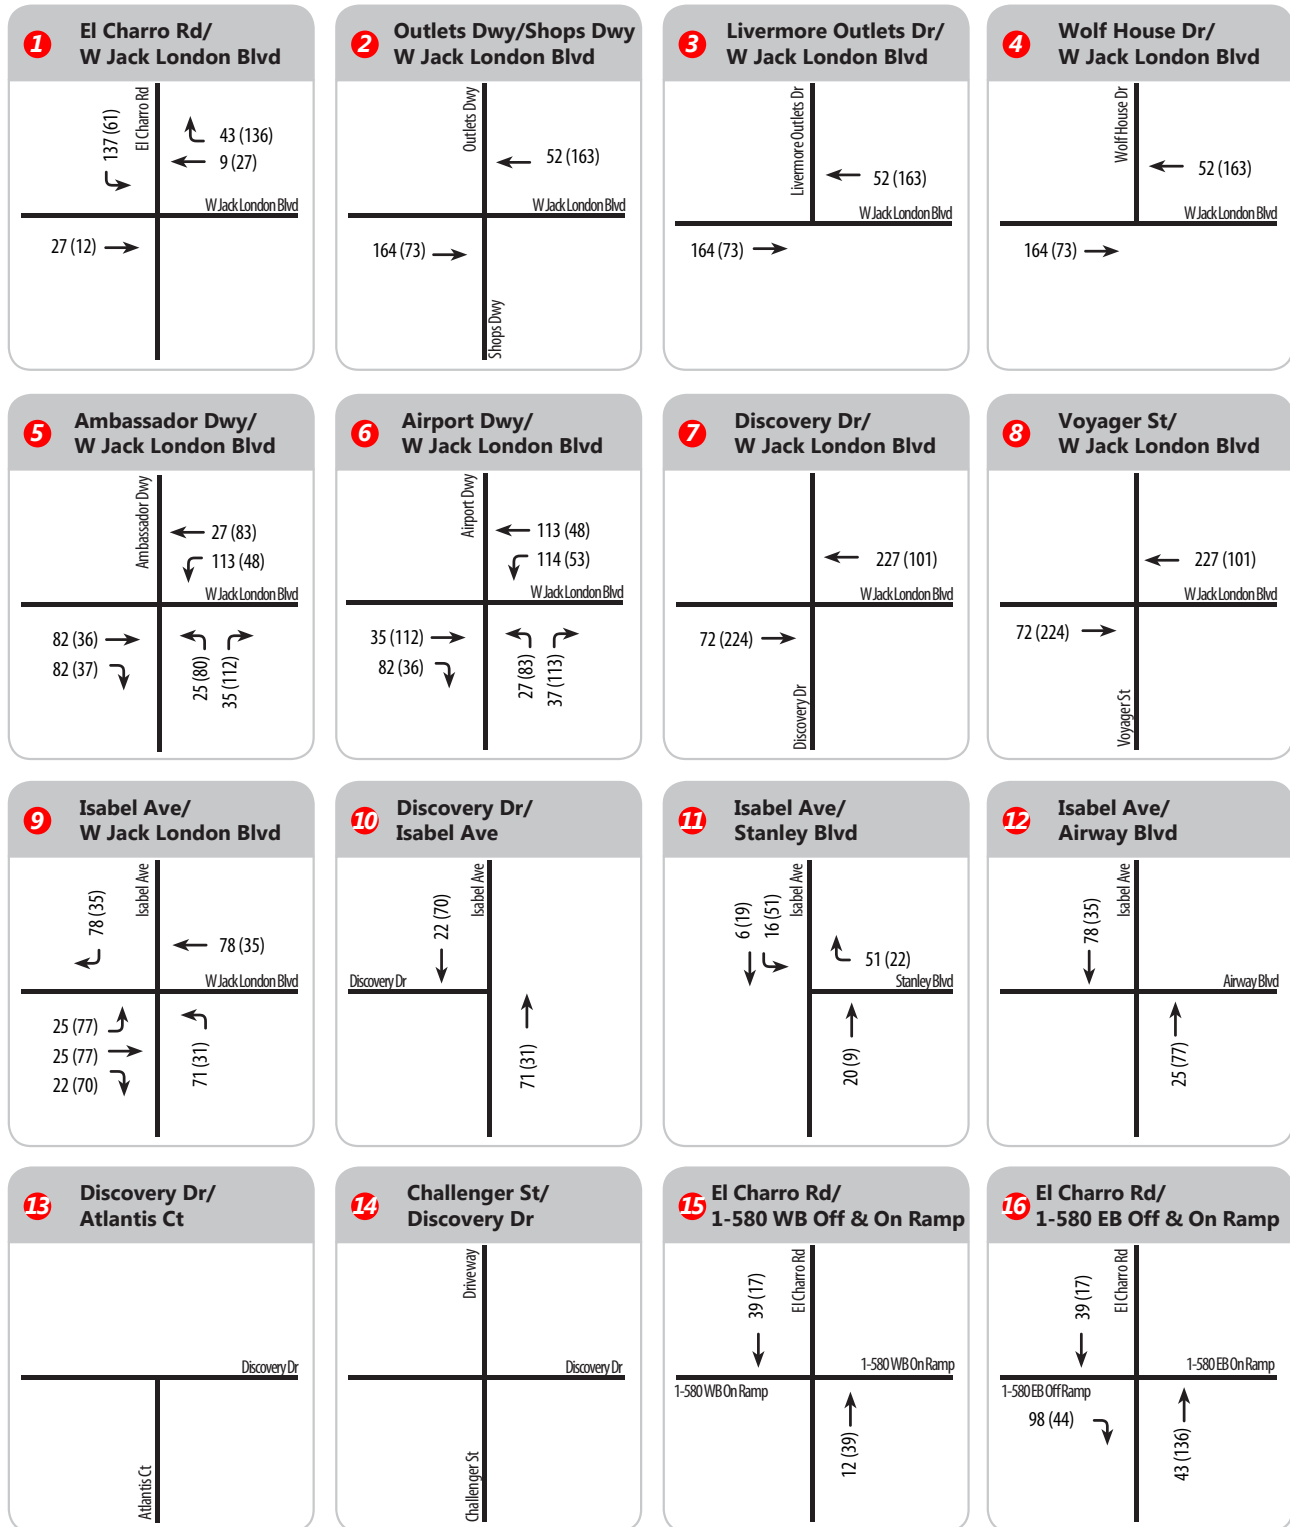 1
El Charro Rd/
W Jack London Blvd
137 (61)
El Charro Rd
43 (136)
9 (27)
W Jack London Blvd
27 (12)
2
Outlets Dwy/Shops Dwy
W Jack London Blvd
Outlets Dwy
52 (163)
W Jack London Blvd
164 (73)
Shops Dwy
3
Livermore Outlets Dr/
W Jack London Blvd
Livermore Outlets Dr
52 (163)
W Jack London Blvd
164 (73)
4
Wolf House Dr/
W Jack London Blvd
Wolf House Dr
52 (163)
W Jack London Blvd
164 (73)
5
Ambassador Dwy/
W Jack London Blvd
Ambassador Dwy
27 (83)
113 (48)
W Jack London Blvd
82 (36)
82 (37)
25 (80)
35 (112)
6
Airport Dwy/
W Jack London Blvd
Airport Dwy
113 (48)
114 (53)
W Jack London Blvd
35 (112)
82 (36)
27 (83)
37 (113)
7
Discovery Dr/
W Jack London Blvd
227 (101)
W Jack London Blvd
72 (224)
Discovery Dr
8
Voyager St/
W Jack London Blvd
227 (101)
W Jack London Blvd
72 (224)
Voyager St
9
Isabel Ave/
W Jack London Blvd
78 (35)
Isabel Ave
78 (35)
W Jack London Blvd
25 (77)
25 (77)
22 (70)
71 (31)
10
Discovery Dr/
Isabel Ave
22 (70)
Isabel Ave
Discovery Dr
71 (31)
11
Isabel Ave/
Stanley Blvd
6 (19)
16 (51)
Isabel Ave
51 (22)
Stanley Blvd
20 (9)
12
Isabel Ave/
Airway Blvd
78 (35)
Isabel Ave
Airway Blvd
25 (77)
13
Discovery Dr/
Atlantis Ct
Discovery Dr
Atlantis Ct
14
Challenger St/
Discovery Dr
Driveway
Discovery Dr
Challenger St
15
El Charro Rd/
1-580 WB Off & On Ramp
39 (17)
El Charro Rd
1-580 WB On Ramp
1-580 WB On Ramp
12 (39)
16
El Charro Rd/
1-580 EB Off & On Ramp
39 (17)
El Charro Rd
1-580 EB On Ramp
1-580 EB Off Ramp
98 (44)
43 (136)